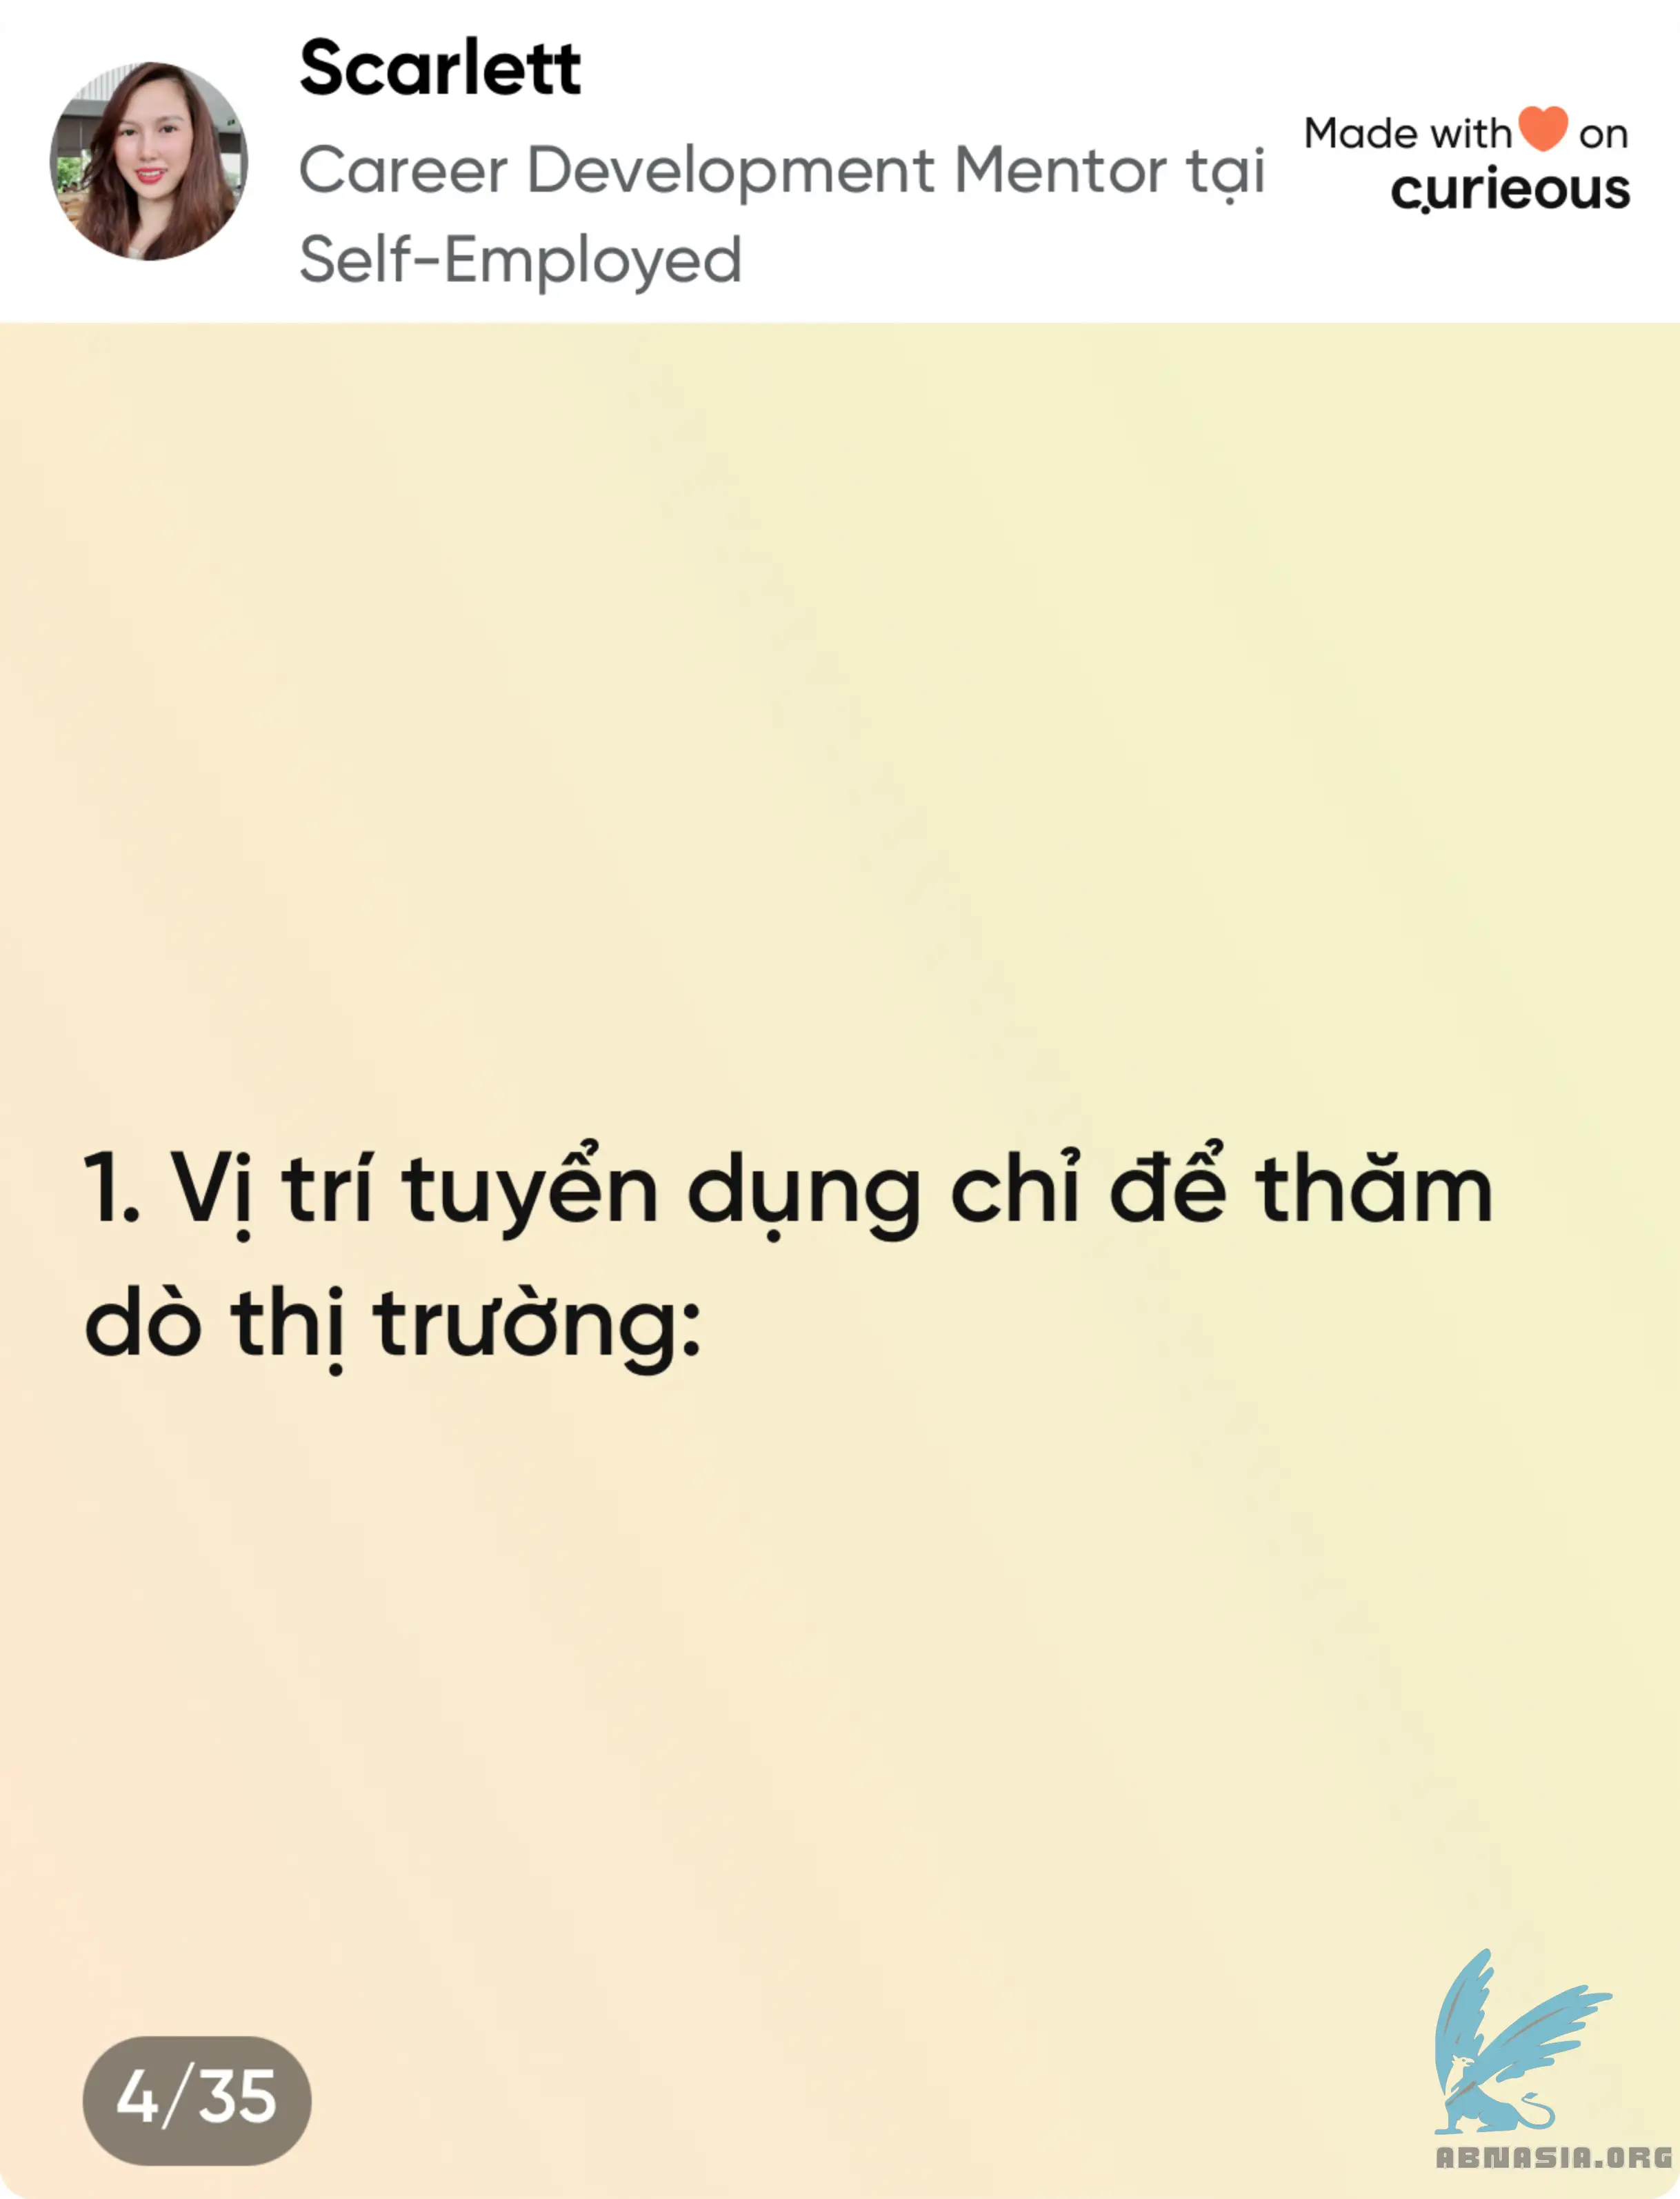 Scarlett
Career Development Mentor tại
Self-Employed
Made with on
curieous
1. Vị trí tuyển dụng chỉ để thăm
dò thị trường:
4/35
ABNASIA.ORG